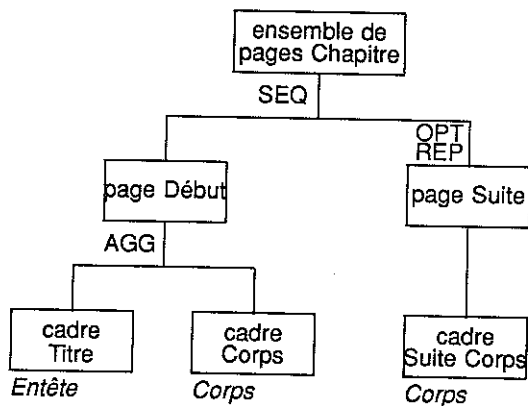 ensemble de
pages Chapitre
SEQ
OPT
REP
page Début
page Suite
AGG
cadre
Titre
cadre
Corps
cadre
Suite Corps
Entête
Corps
Corps